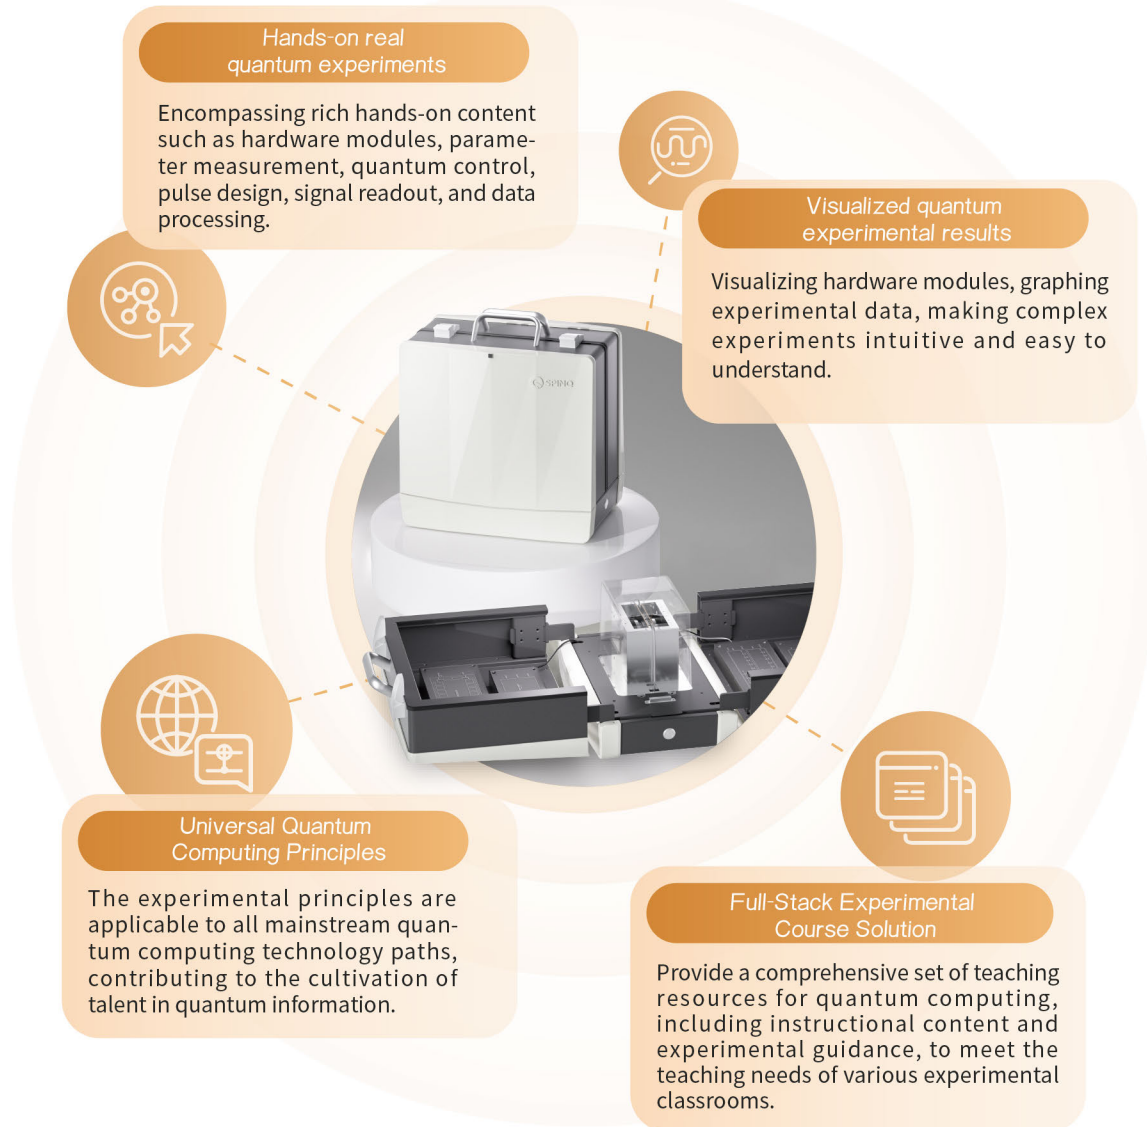 Hands-on real
quantum experiments
Encompassing rich hands-on content
such as hardware modules, parame-
ter measurement, quantum control,
pulse design, signal readout, and data
processing.
Visualized quantum
experimental results
Visualizing hardware modules, graphing
experimental data, making complex
experiments intuitive and easy to
understand.
SPINQ
Universal Quantum
Computing Principles
The experimental principles are
applicable to all mainstream quan-
tum computing technology paths,
contributing to the cultivation of
talent in quantum information.
Full-Stack Experimental
Course Solution
Provide a comprehensive set of teaching
resources for quantum computing,
including instructional content and
experimental guidance, to meet the
teaching needs of various experimental
classrooms.